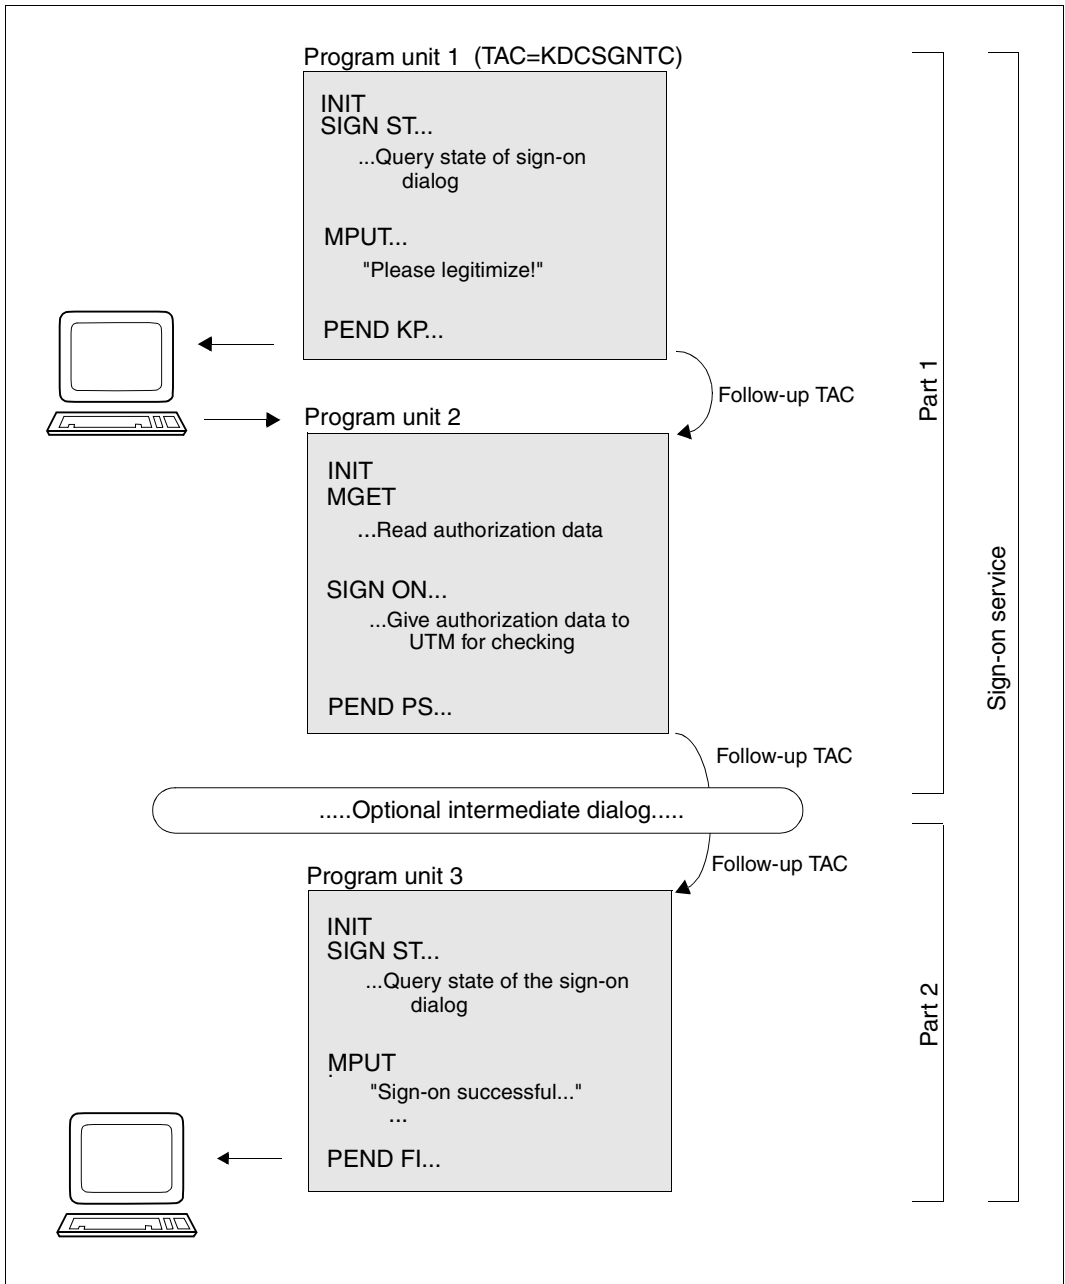 Program unit 1 (TAC=KDCSGNTC)
INIT
SIGN ST...
...Query state of sign-on
dialog
MPUT...
"Please legitimize!"
PEND KP...
Follow-up TAC
Part 1
Program unit 2
INIT
MGET
...Read authorization data
SIGN ON...
...Give authorization data to
UTM for checking
PEND PS...
Sign-on service
Follow-up TAC
.....Optional intermediate dialog.....
Follow-up TAC
Program unit 3
INIT
SIGN ST...
...Query state of the sign-on
dialog
Part 2
MPUT
"Sign-on successful..."
...
PEND FI...